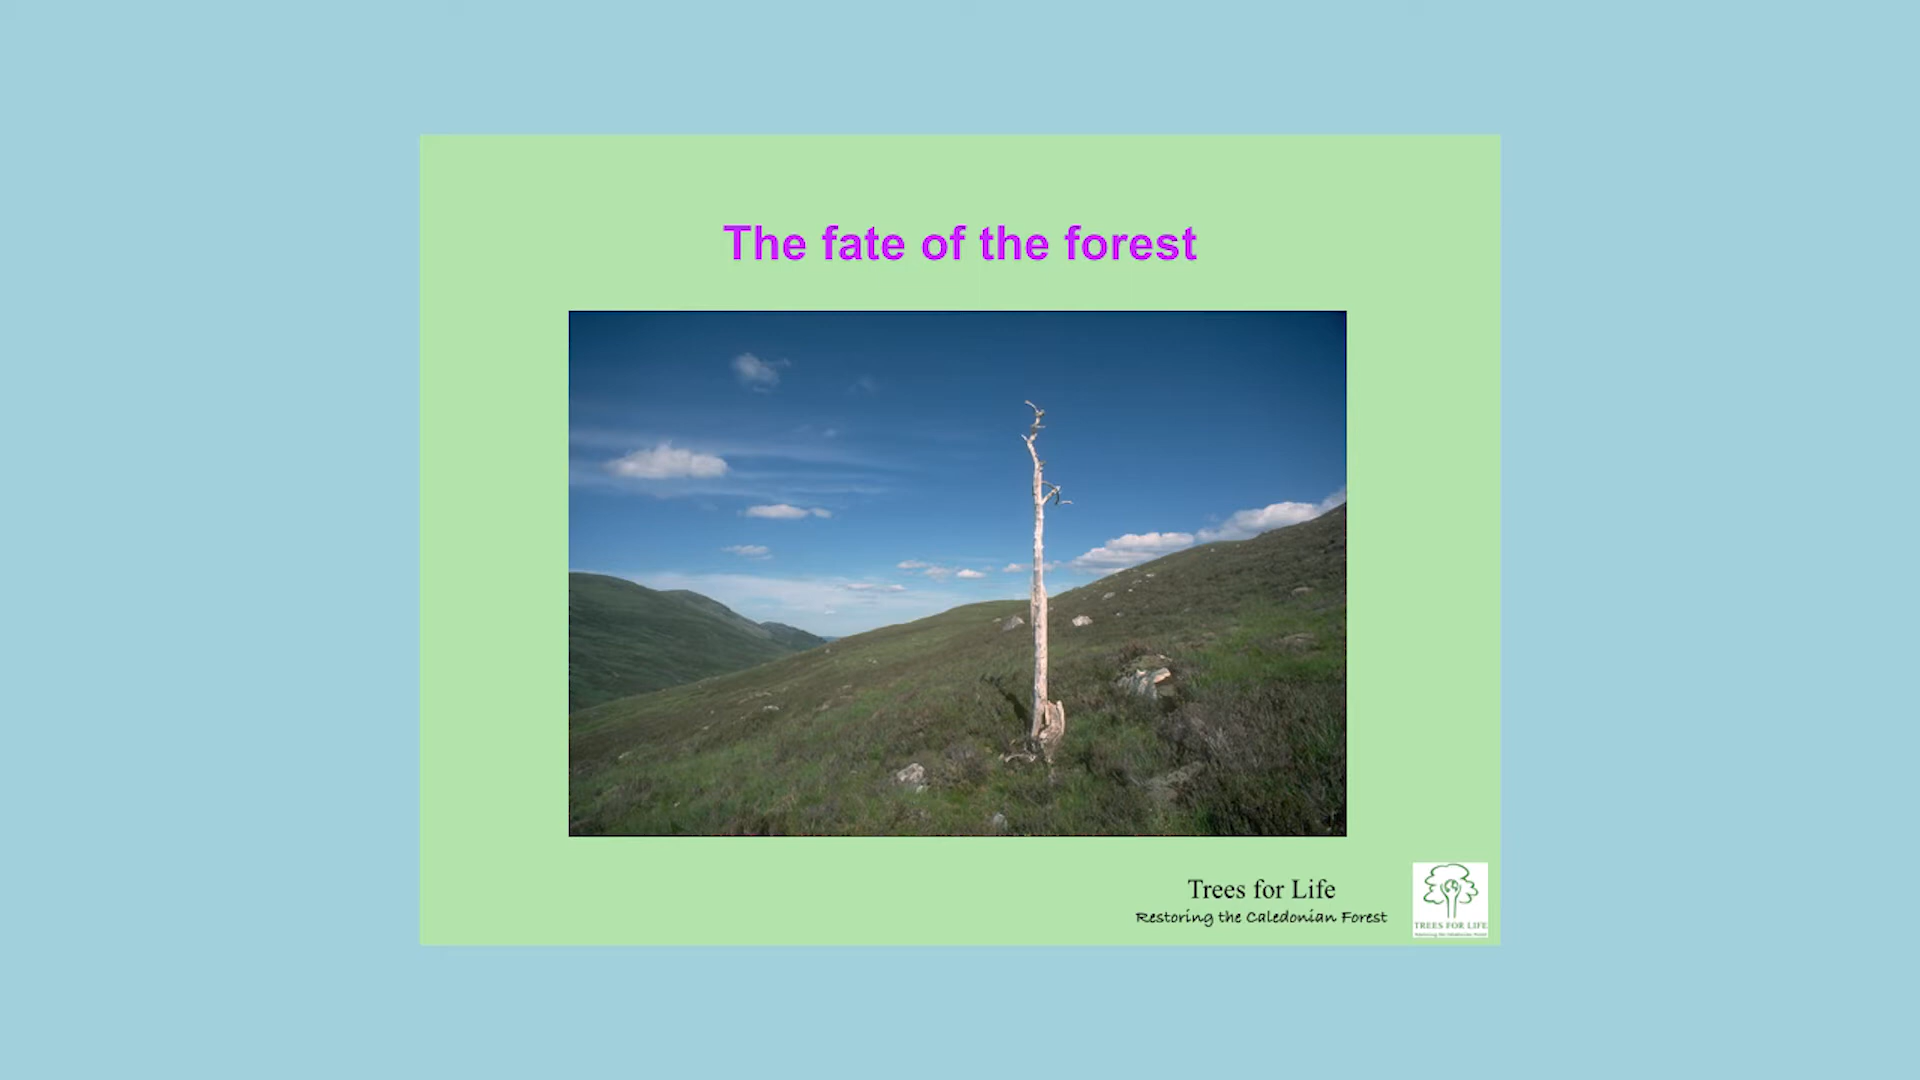 The fate of the forest
Trees for Life
Restoring the Caledonian Forest
TREES FOR LIFE